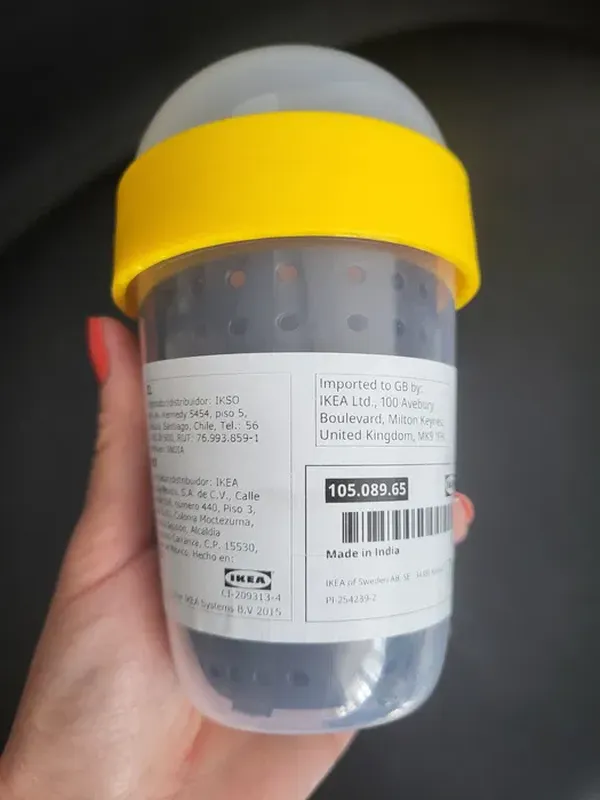 distribuidor: IKSO
Kennedy 5454, piso 5,
Santiago, Chile, Tel.: 56
RUT: 76.993.859-1
distribuidor: IKEA
S.A. de C.V., Calle
número 440, Piso 3,
Colonia Moctezuma,
Alcaldía
Carranza, C.P. 15530,
México. Hecho en:
IKEA
CI-209313-4
IKEA Systems B.V 2015
Imported to GB by:
IKEA Ltd., 100 Avebury
Boulevard, Milton Keynes,
United Kingdom, MK9
105.089.65
Made in India
IKEA of Sweden AB, SE
PI-254239-2